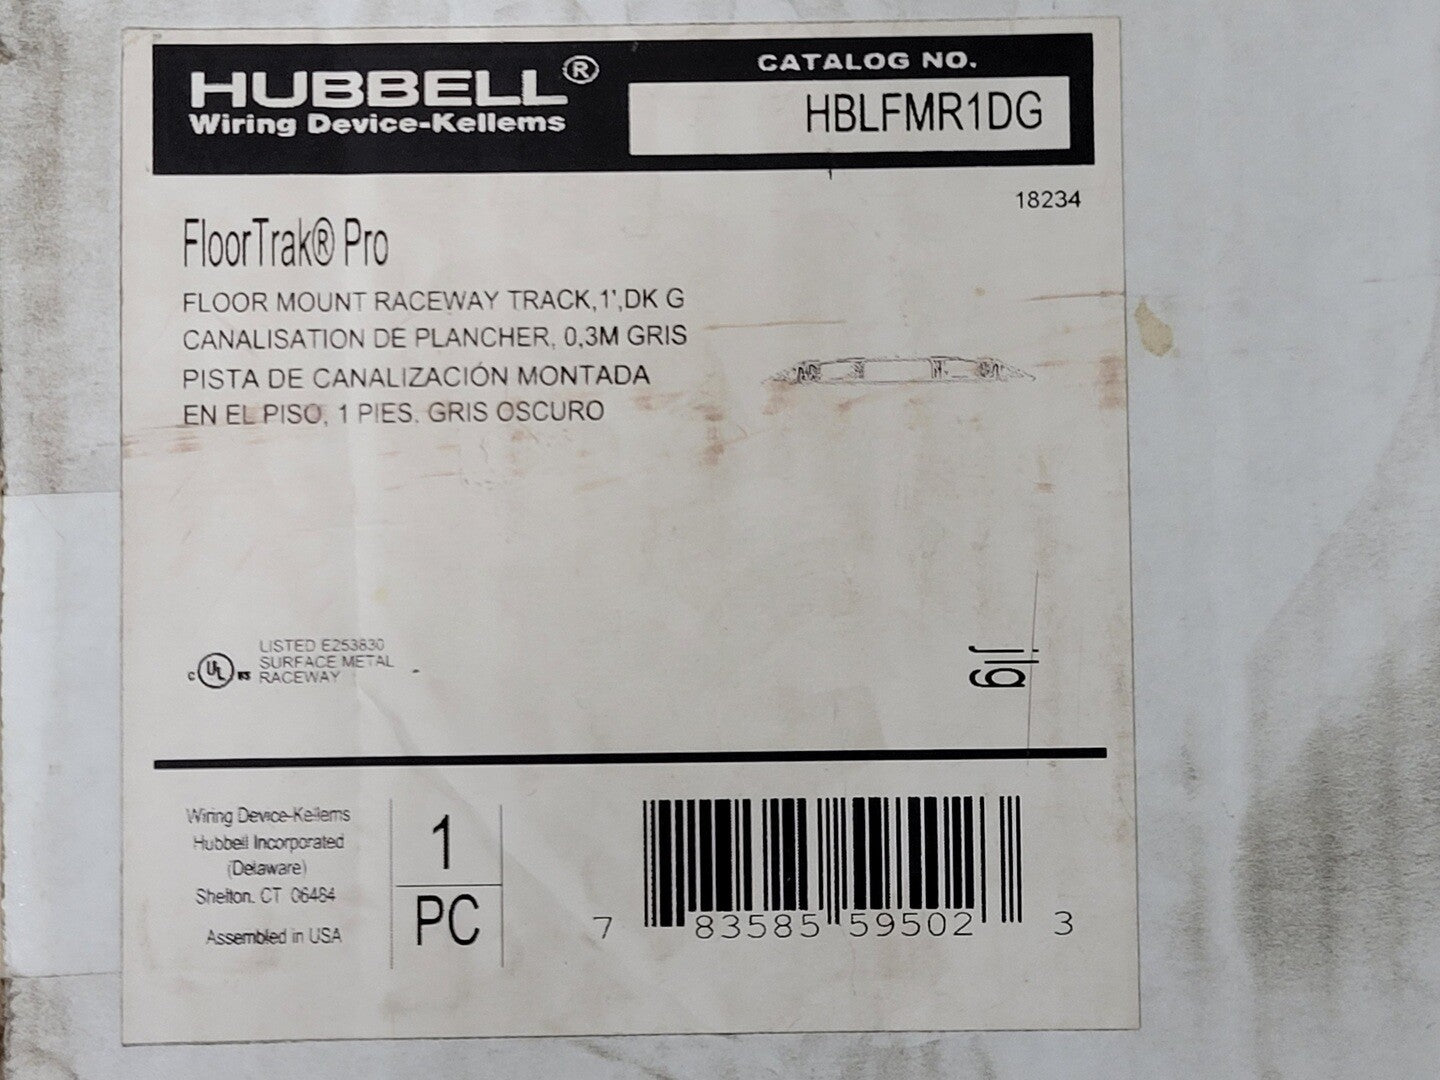 HUBBELL®
Wiring Device-Kellems
CATALOG NO.
HBLFMR1DG
18234
FloorTrak® Pro
FLOOR MOUNT RACEWAY TRACK,1',DK G
CANALISATION DE PLANCHER, 0,3M GRIS
PISTA DE CANALIZACIÓN MONTADA
EN EL PISO, 1 PIES. GRIS OSCURO
c UL us
LISTED E253830
SURFACE METAL
RACEWAY
Wiring Device-Kellems
Hubbell Incorporated
(Delaware)
Shelton. CT 06484
Assembled in USA
1
PC
7 83585 59502 3